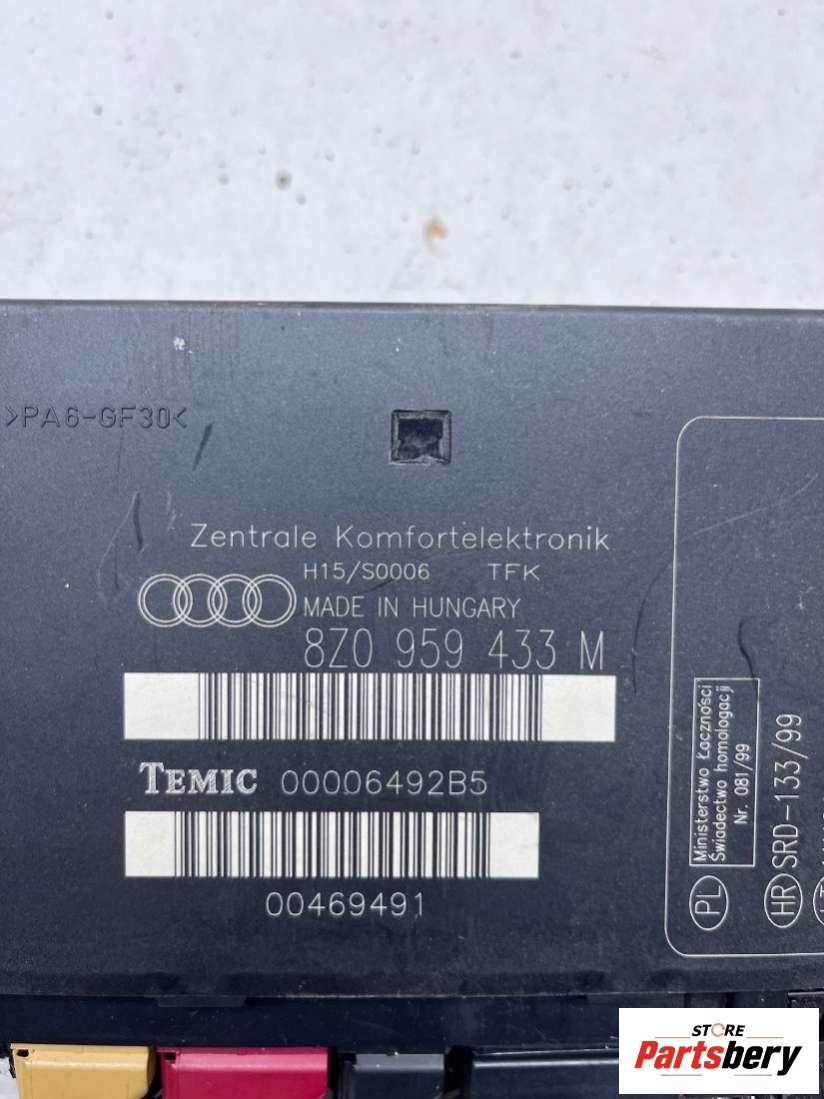 >PA6-GF30<
Zentrale Komfortelektronik
H15/S0006 TFK
MADE IN HUNGARY
8Z0 959 433 M
TEMIC 00006492B5
00469491
Ministerstwo Łączności
Świadectwo homologacji
Nr. 081/99
PL
HR SRD-133/99
STORE
Partsbery